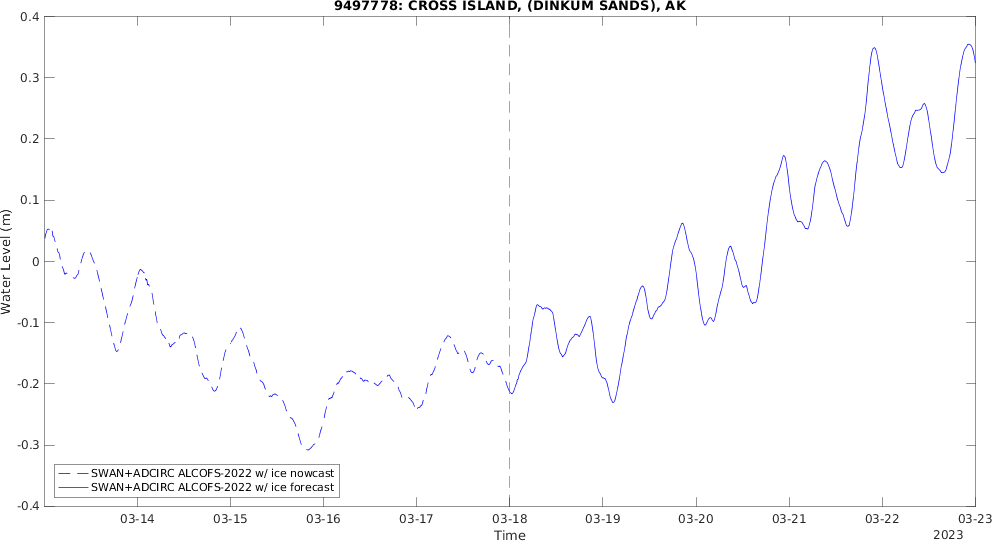 9497778: CROSS ISLAND, (DINKUM SANDS), AK
0.4
0.3
0.2
0.1
0
-0.1
-0.2
-0.3
-0.4
Water Level (m)
SWAN+ADCIRC ALCOFS-2022 w/ ice nowcast
SWAN+ADCIRC ALCOFS-2022 w/ ice forecast
03-14 03-15 03-16 03-17 03-18 03-19 03-20 03-21 03-22 03-23
Time
2023